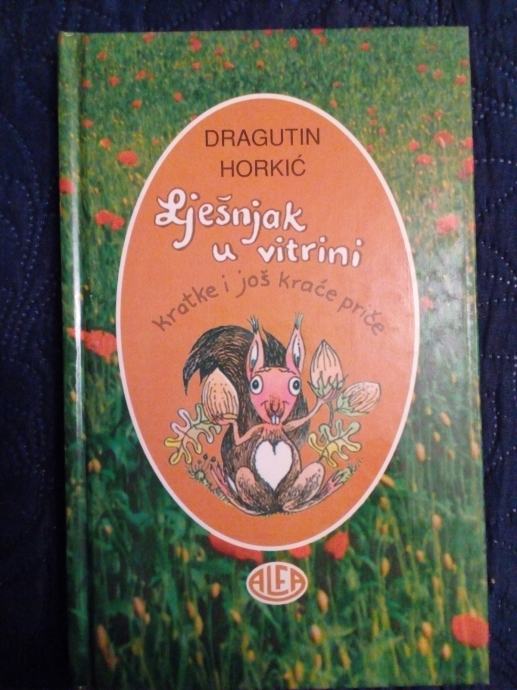 DRAGUTIN
HORKIĆ
Lješnjak
u vitrini
kratke i još kraće priče
ALFA